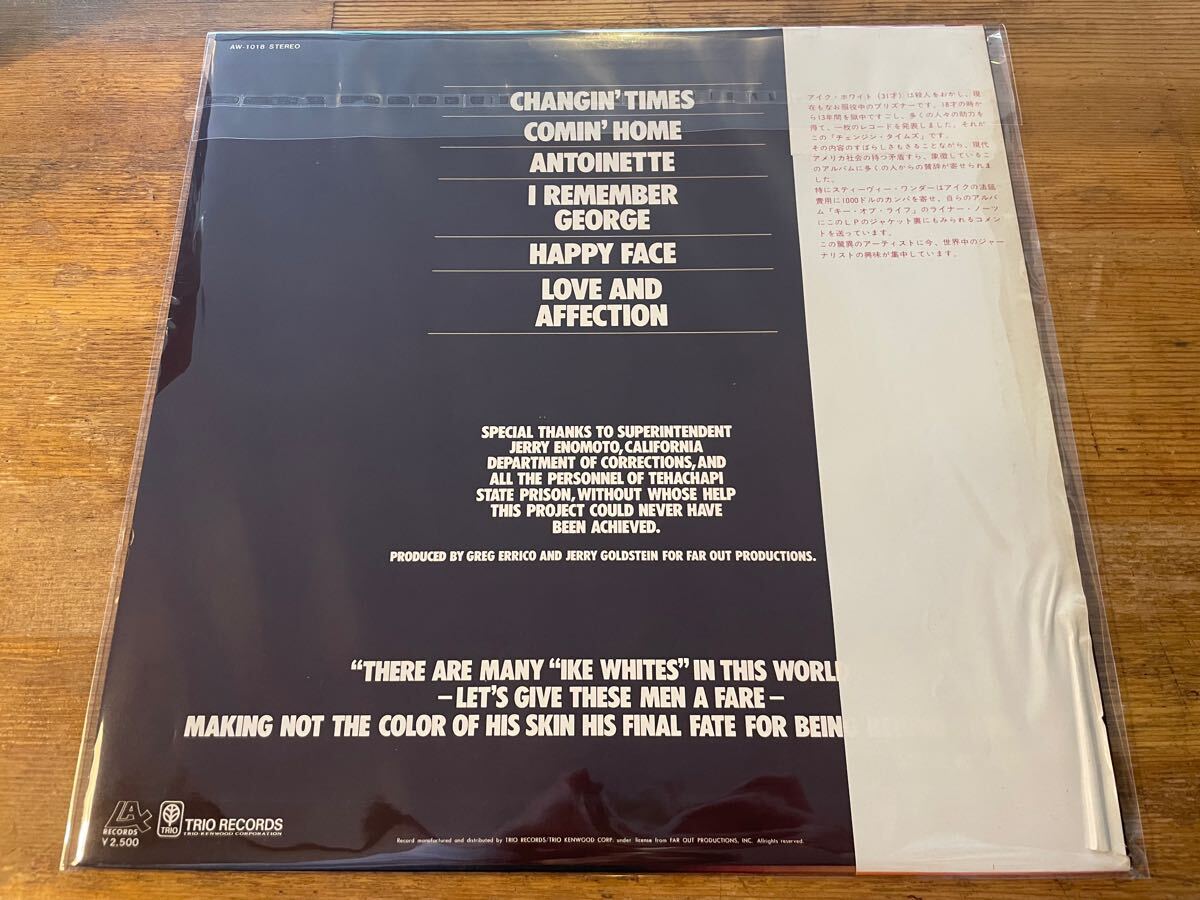 AW-1018 STEREO
CHANGIN' TIMES
COMIN' HOME
ANTOINETTE
I REMEMBER
GEORGE
HAPPY FACE
LOVE AND
AFFECTION
アイク・ホワイト(31才)は殺人をおかし、現
在もなお服役中のプリズナーです。18才の時か
ら13年間を獄中ですごし、多くの人々の助力を
得て、一枚のレコードを発表しました。それが
この「チェンジン・タイムズ」です。
その内容のすばらしさもさることながら、現代
アメリカ社会の持つ矛盾すら、象徴しているこ
のアルバムに多くの人からの賛辞が寄せられま
した。
特にスティーヴィー・ワンダーはアイクの法廷
費用に1000ドルのカンパを寄せ、自らのアルバ
ム「キー・オブ・ライフ」のライナー・ノーツ
にこのLPのジャケット裏にもみられるコメン
トを送っています。
この驚異のアーティストに今、世界中のジャー
ナリストの興味が集中しています。
SPECIAL THANKS TO SUPERINTENDENT
JERRY ENOMOTO, CALIFORNIA
DEPARTMENT OF CORRECTIONS, AND
ALL THE PERSONNEL OF TEHACHAPI
STATE PRISON, WITHOUT WHOSE HELP
THIS PROJECT COULD NEVER HAVE
BEEN ACHIEVED.
PRODUCED BY GREG ERRICO AND JERRY GOLDSTEIN FOR FAR OUT PRODUCTIONS.
"THERE ARE MANY "IKE WHITES" IN THIS WORLD
—LET'S GIVE THESE MEN A FARE—
MAKING NOT THE COLOR OF HIS SKIN HIS FINAL FATE FOR BEING
LAX
RECORDS
¥2,500
TRIO
TRIO RECORDS
TRIO KENWOOD CORPORATION
Record manufactured and distributed by TRIO RECORDS/TRIO KENWOOD CORP. under license from FAR OUT PRODUCTIONS, INC. Allrights reserved.